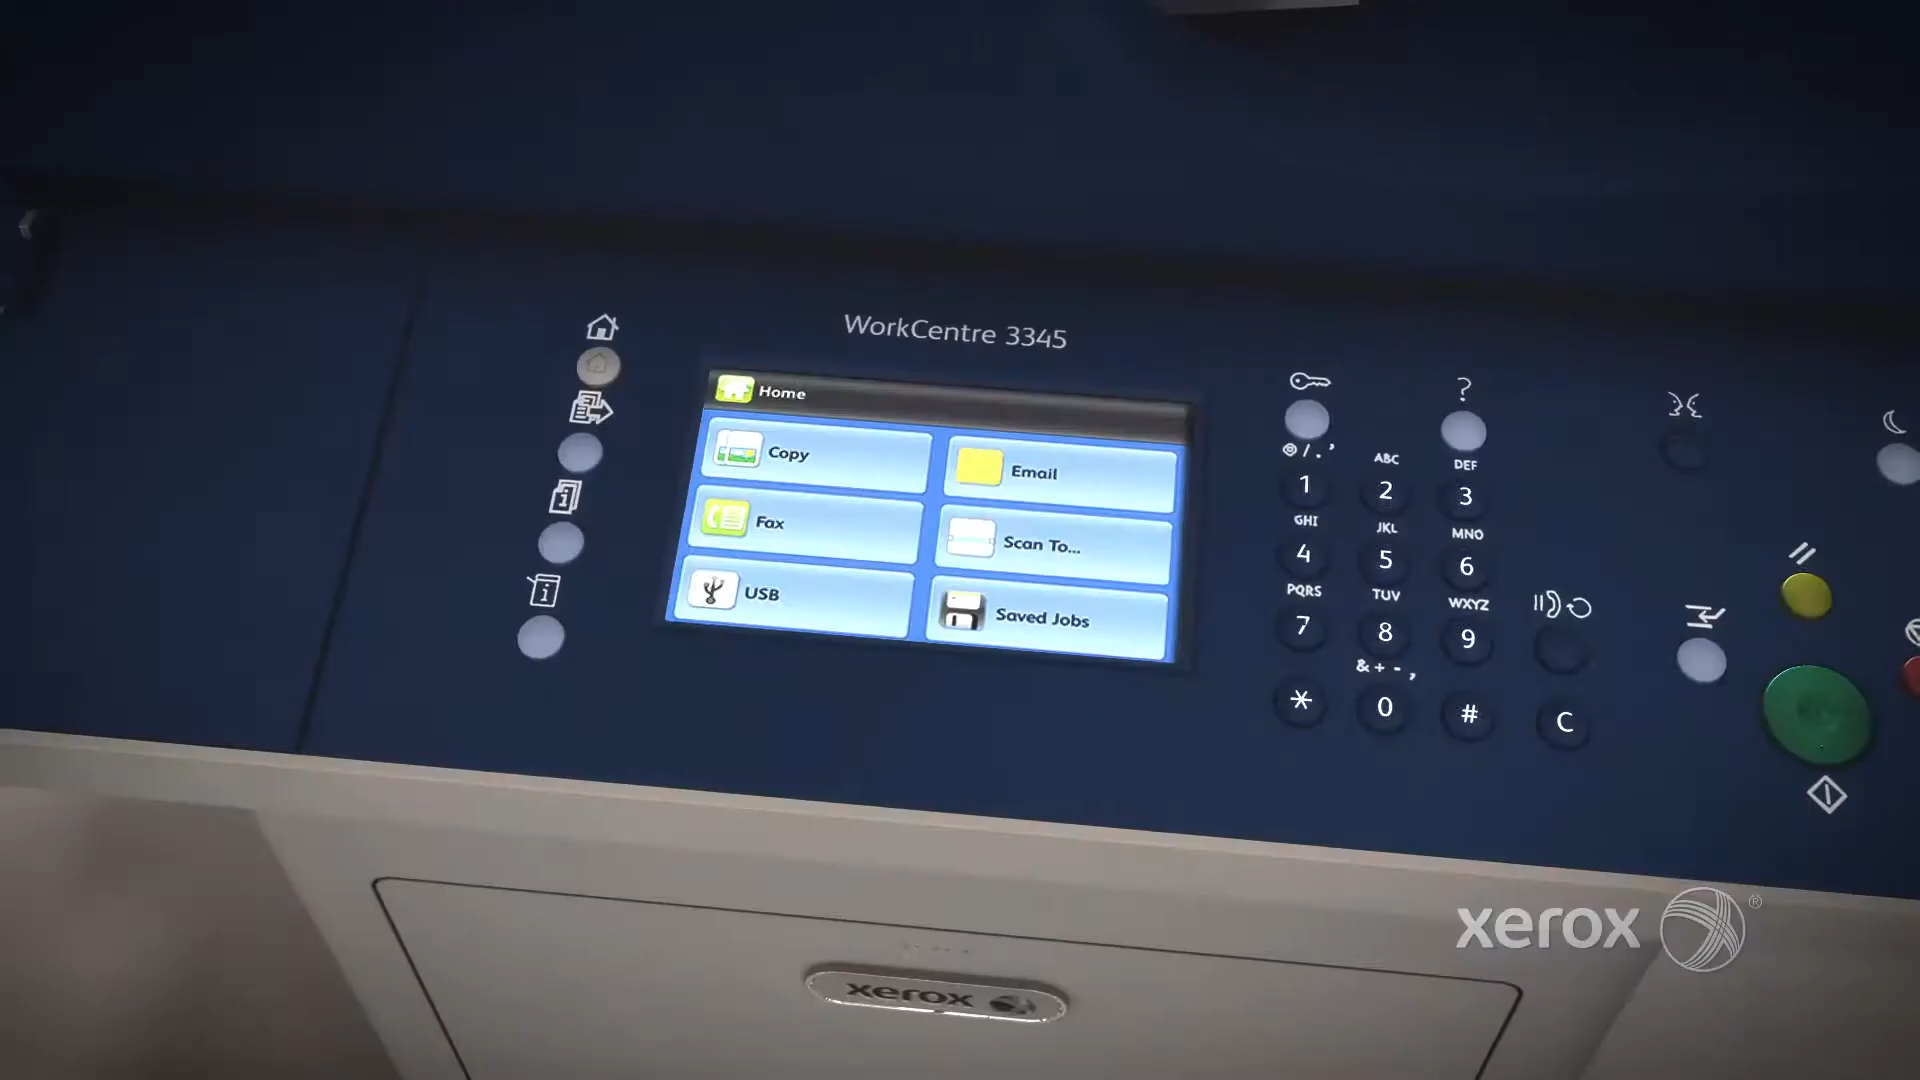 WorkCentre 3345
Home
Copy
Email
Fax
Scan To...
USB
Saved Jobs
?
@/.'
ABC
DEF
1
2
3
GHI
JKL
MNO
4
5
6
PQRS
TUV
WXYZ
7
8
9
&+-,
*
0
#
C
xerox ®
xerox